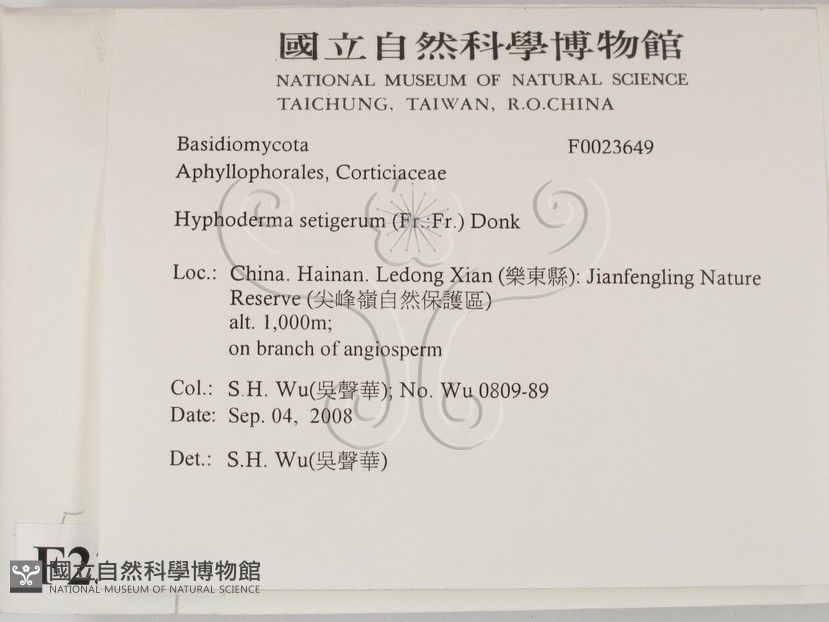 國立自然科學博物館
NATIONAL MUSEUM OF NATURAL SCIENCE
TAICHUNG, TAIWAN, R.O.CHINA
Basidiomycota F0023649
Aphyllophorales, Corticiaceae
Hyphoderma setigerum (Fr.:Fr.) Donk
Loc.: China. Hainan. Ledong Xian (樂東縣): Jianfengling Nature
Reserve (尖峰嶺自然保護區)
alt. 1,000m;
on branch of angiosperm
Col.: S.H. Wu(吳聲華); No. Wu 0809-89
Date: Sep. 04, 2008
Det.: S.H. Wu(吳聲華)
國立自然科學博物館
NATIONAL MUSEUM OF NATURAL SCIENCE